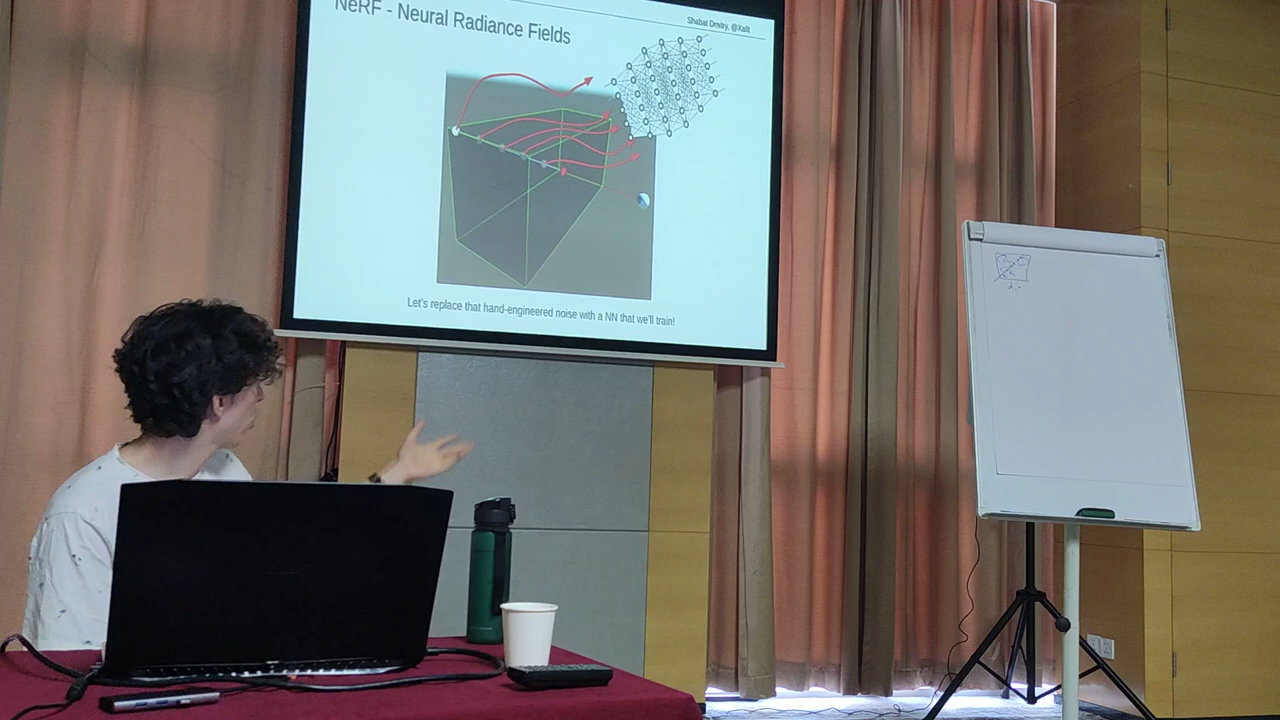 NeRF - Neural Radiance Fields
Shabat Dmitry, @Xallt
Let's replace that hand-engineered noise with a NN that we'll train!